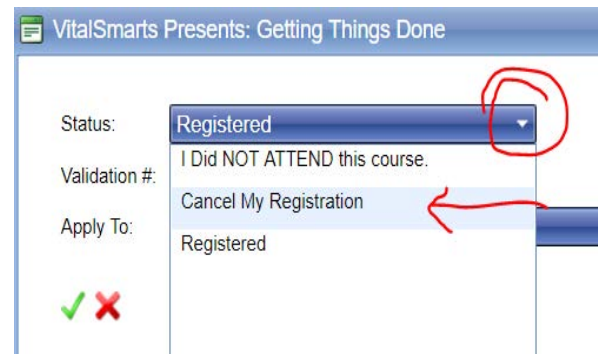 VitalSmarts Presents: Getting Things Done
Status:
Registered
I Did NOT ATTEND this course.
Validation #:
Cancel My Registration
Apply To:
Registered